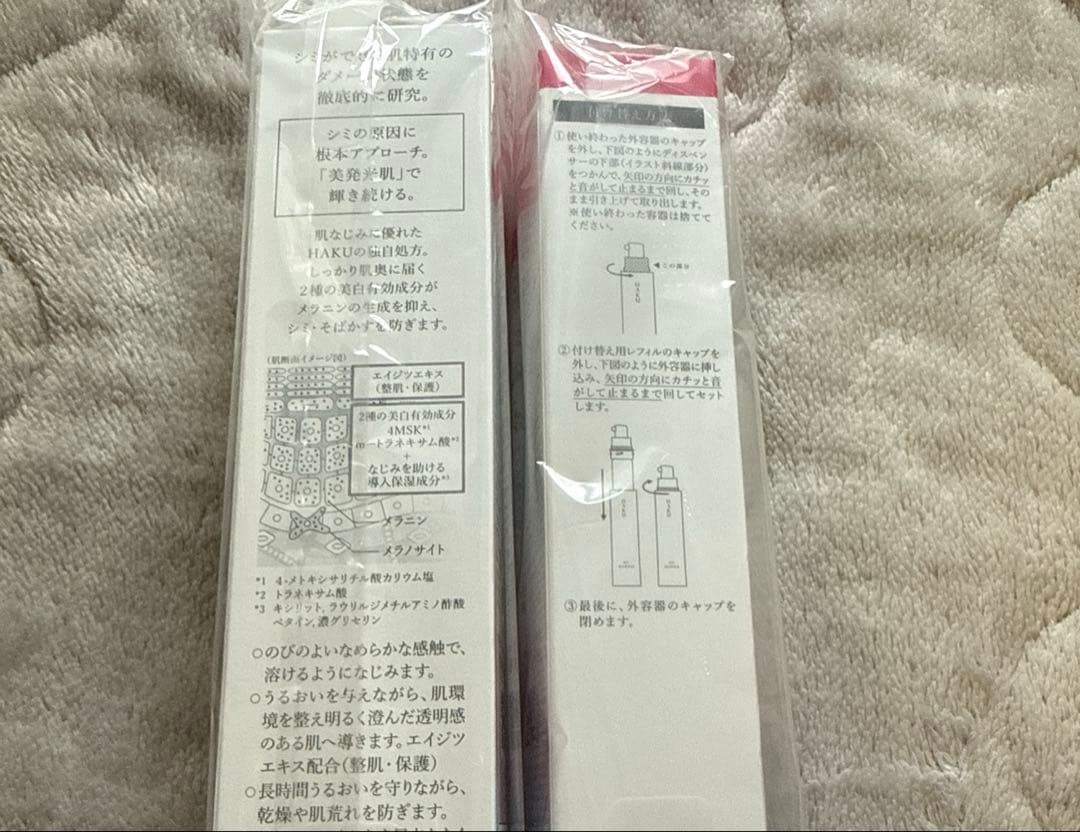 シミができる肌特有の
ダメージ状態を
徹底的に研究。
シミの原因に
根本アプローチ。
「美発光肌」で
輝き続ける。
肌なじみに優れた
HAKUの独自処方。
しっかり肌奥に届く
2種の美白有効成分が
メラニンの生成を抑え、
シミ・そばかすを防ぎます。
(肌断面イメージ図)
エイジツエキス
(整肌・保護)
2種の美白有効成分
4MSK*1
m-トラネキサム酸*2
+
なじみを助ける
導入保湿成分*3
メラニン
メラノサイト
*1 4-メトキシサリチル酸カリウム塩
*2 トラネキサム酸
*3 キシリット,ラウリルジメチルアミノ酢酸
ベタイン,濃グリセリン
○のびのよいなめらかな感触で、
溶けるようになじみます。
○うるおいを与えながら、肌環
境を整え明るく澄んだ透明感
のある肌へ導きます。エイジツ
エキス配合(整肌・保護)
○長時間うるおいを守りながら、
乾燥や肌荒れを防ぎます。
付け替え方
①使い終わった外容器のキャップ
を外し、下図のようにディスペン
サーの下部(イラスト斜線部分)
をつかんで、矢印の方向にカチッ
と音がして止まるまで回し、その
まま引き上げて取り出します。
※使い終わった容器は捨てて
ください。
◀この部分
HAKU
②付け替え用レフィルのキャップを
外し、下図のように外容器に挿し
込み、矢印の方向にカチッと音
がして止まるまで回してセット
します。
HAKU
HAKU
③最後に、外容器のキャップを
閉めます。